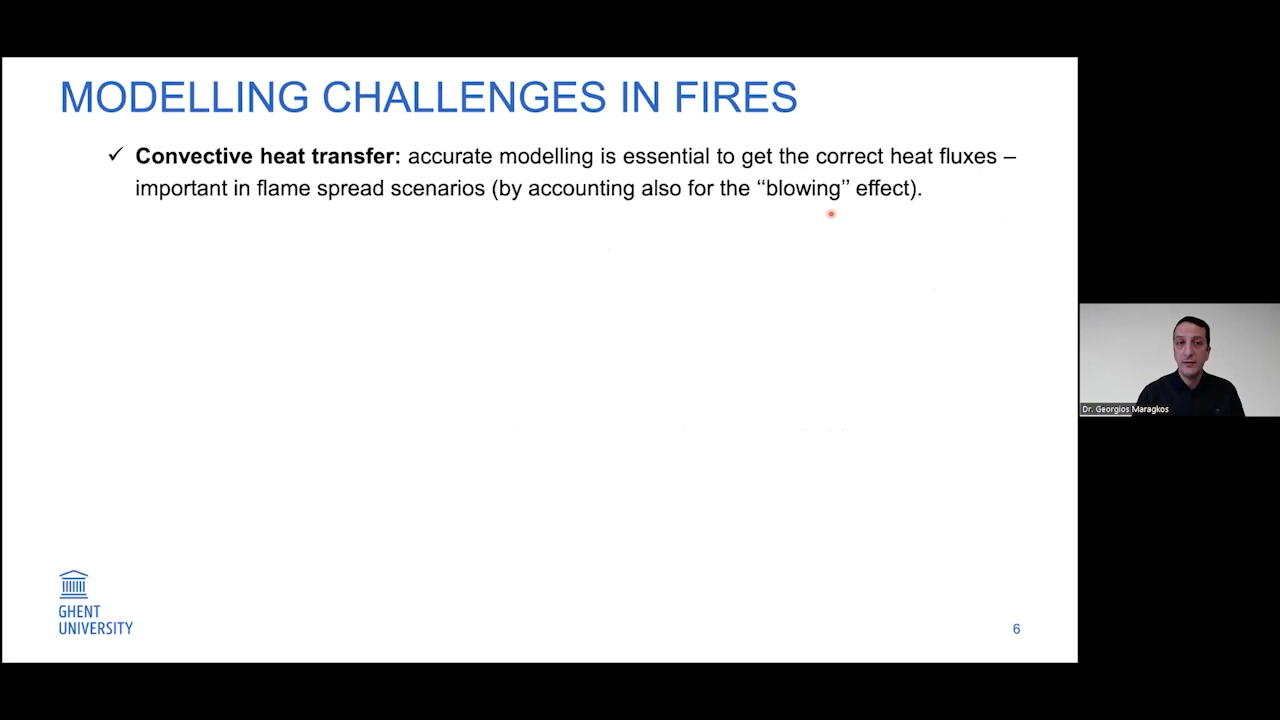 MODELLING CHALLENGES IN FIRES
✓ Convective heat transfer: accurate modelling is essential to get the correct heat fluxes –
important in flame spread scenarios (by accounting also for the “blowing” effect).
Dr. Georgios Maragkos
GHENT
UNIVERSITY
6